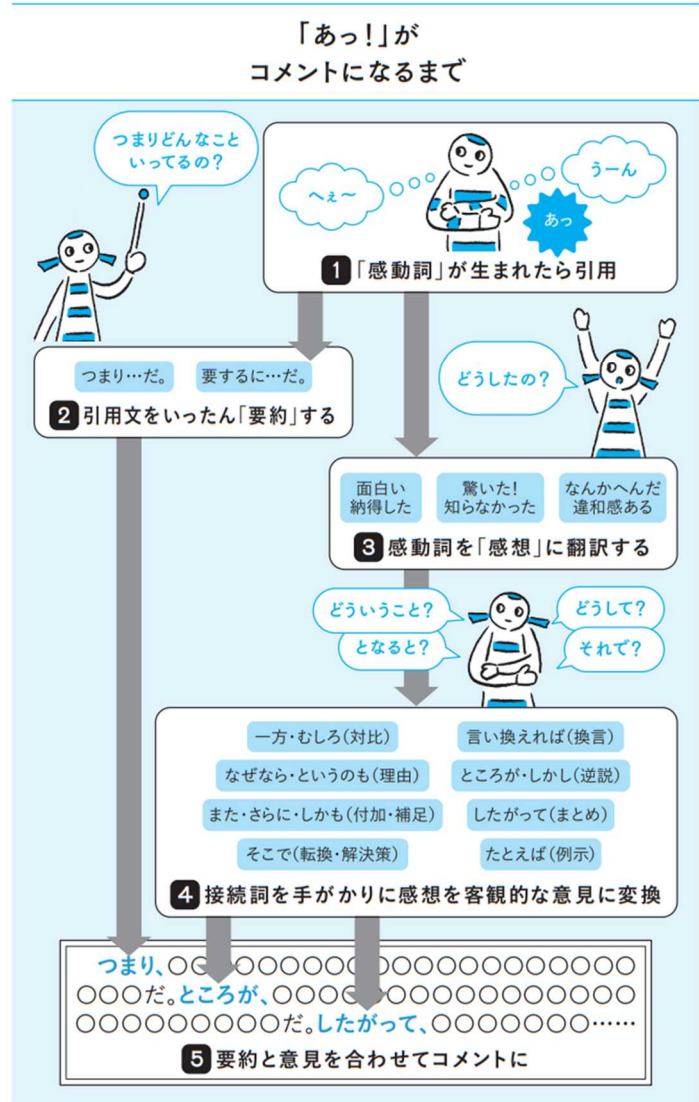 「あっ！」が
コメントになるまで
つまりどんなこと
いってるの？
へぇ〜
うーん
あっ
1 「感動詞」が生まれたら引用
つまり…だ。
要するに…だ。
2 引用文をいったん「要約」する
どうしたの？
面白い
納得した
驚いた！
知らなかった
なんかへんだ
違和感ある
3 感動詞を「感想」に翻訳する
どういうこと？
となると？
どうして？
それで？
一方・むしろ(対比)
言い換えれば(換言)
なぜなら・というのも(理由)
ところが・しかし(逆説)
また・さらに・しかも(付加・補足)
したがって(まとめ)
そこで(転換・解決策)
たとえば(例示)
4 接続詞を手がかりに感想を客観的な意見に変換
つまり、〇〇〇〇〇〇〇〇〇〇〇〇〇〇〇〇〇〇
〇〇〇だ。ところが、〇〇〇〇〇〇〇〇〇〇〇〇〇〇
〇〇〇〇〇〇〇〇〇だ。したがって、〇〇〇〇〇〇〇……
5 要約と意見を合わせてコメントに